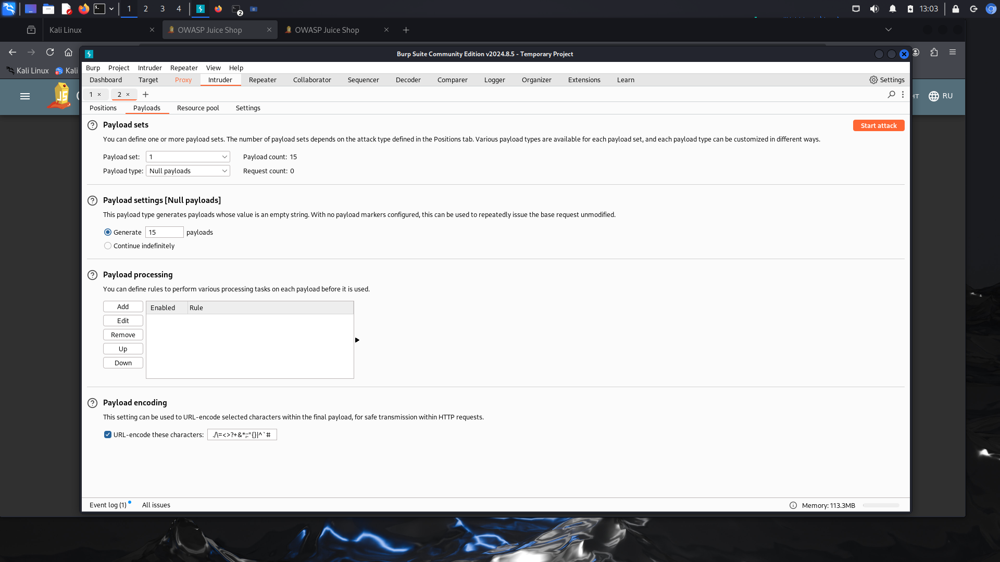 1 2 3 4 2 13:03
Kali Linux × OWASP Juice Shop × OWASP Juice Shop × +
Burp Suite Community Edition v2024.8.5 - Temporary Project
Kali Linux Kali
Burp Project Intruder Repeater View Help
Dashboard Target Proxy Intruder Repeater Collaborator Sequencer Decoder Comparer Logger Organizer Extensions Learn Settings
1 × 2 × +
JS HT RU
Positions Payloads Resource pool Settings
Payload sets Start attack
You can define one or more payload sets. The number of payload sets depends on the attack type defined in the Positions tab. Various payload types are available for each payload set, and each payload type can be customized in different ways.
Payload set: 1 Payload count: 15
Payload type: Null payloads Request count: 0
Payload settings [Null payloads]
This payload type generates payloads whose value is an empty string. With no payload markers configured, this can be used to repeatedly issue the base request unmodified.
Generate 15 payloads
Continue indefinitely
Payload processing
You can define rules to perform various processing tasks on each payload before it is used.
Add Enabled Rule
Edit
Remove
Up
Down
Payload encoding
This setting can be used to URL-encode selected characters within the final payload, for safe transmission within HTTP requests.
URL-encode these characters: ./\=<>?+&*;:"{}|^`#
Event log (1) All issues Memory: 113.3MB